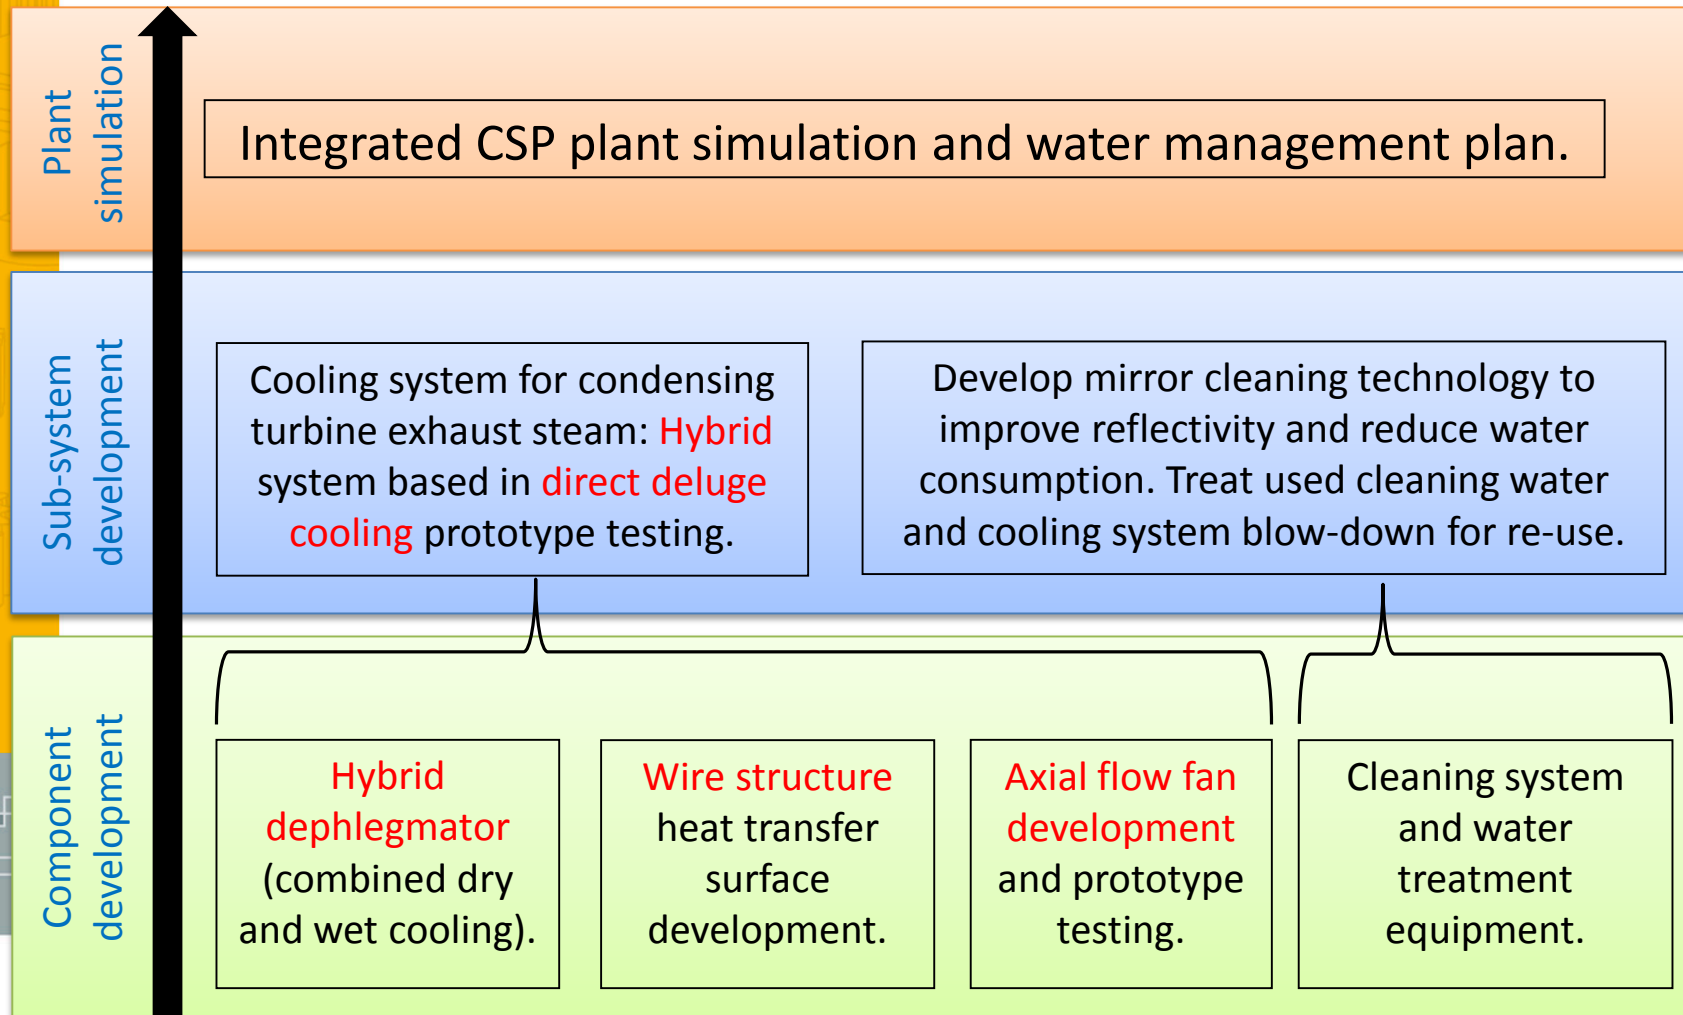 Plant
simulation
Integrated CSP plant simulation and water management plan.
Sub-system
development
Cooling system for condensing
turbine exhaust steam: Hybrid
system based in direct deluge
cooling prototype testing.
Develop mirror cleaning technology to
improve reflectivity and reduce water
consumption. Treat used cleaning water
and cooling system blow-down for re-use.
Component
development
Hybrid
dephlegmator
(combined dry
and wet cooling).
Wire structure
heat transfer
surface
development.
Axial flow fan
development
and prototype
testing.
Cleaning system
and water
treatment
equipment.